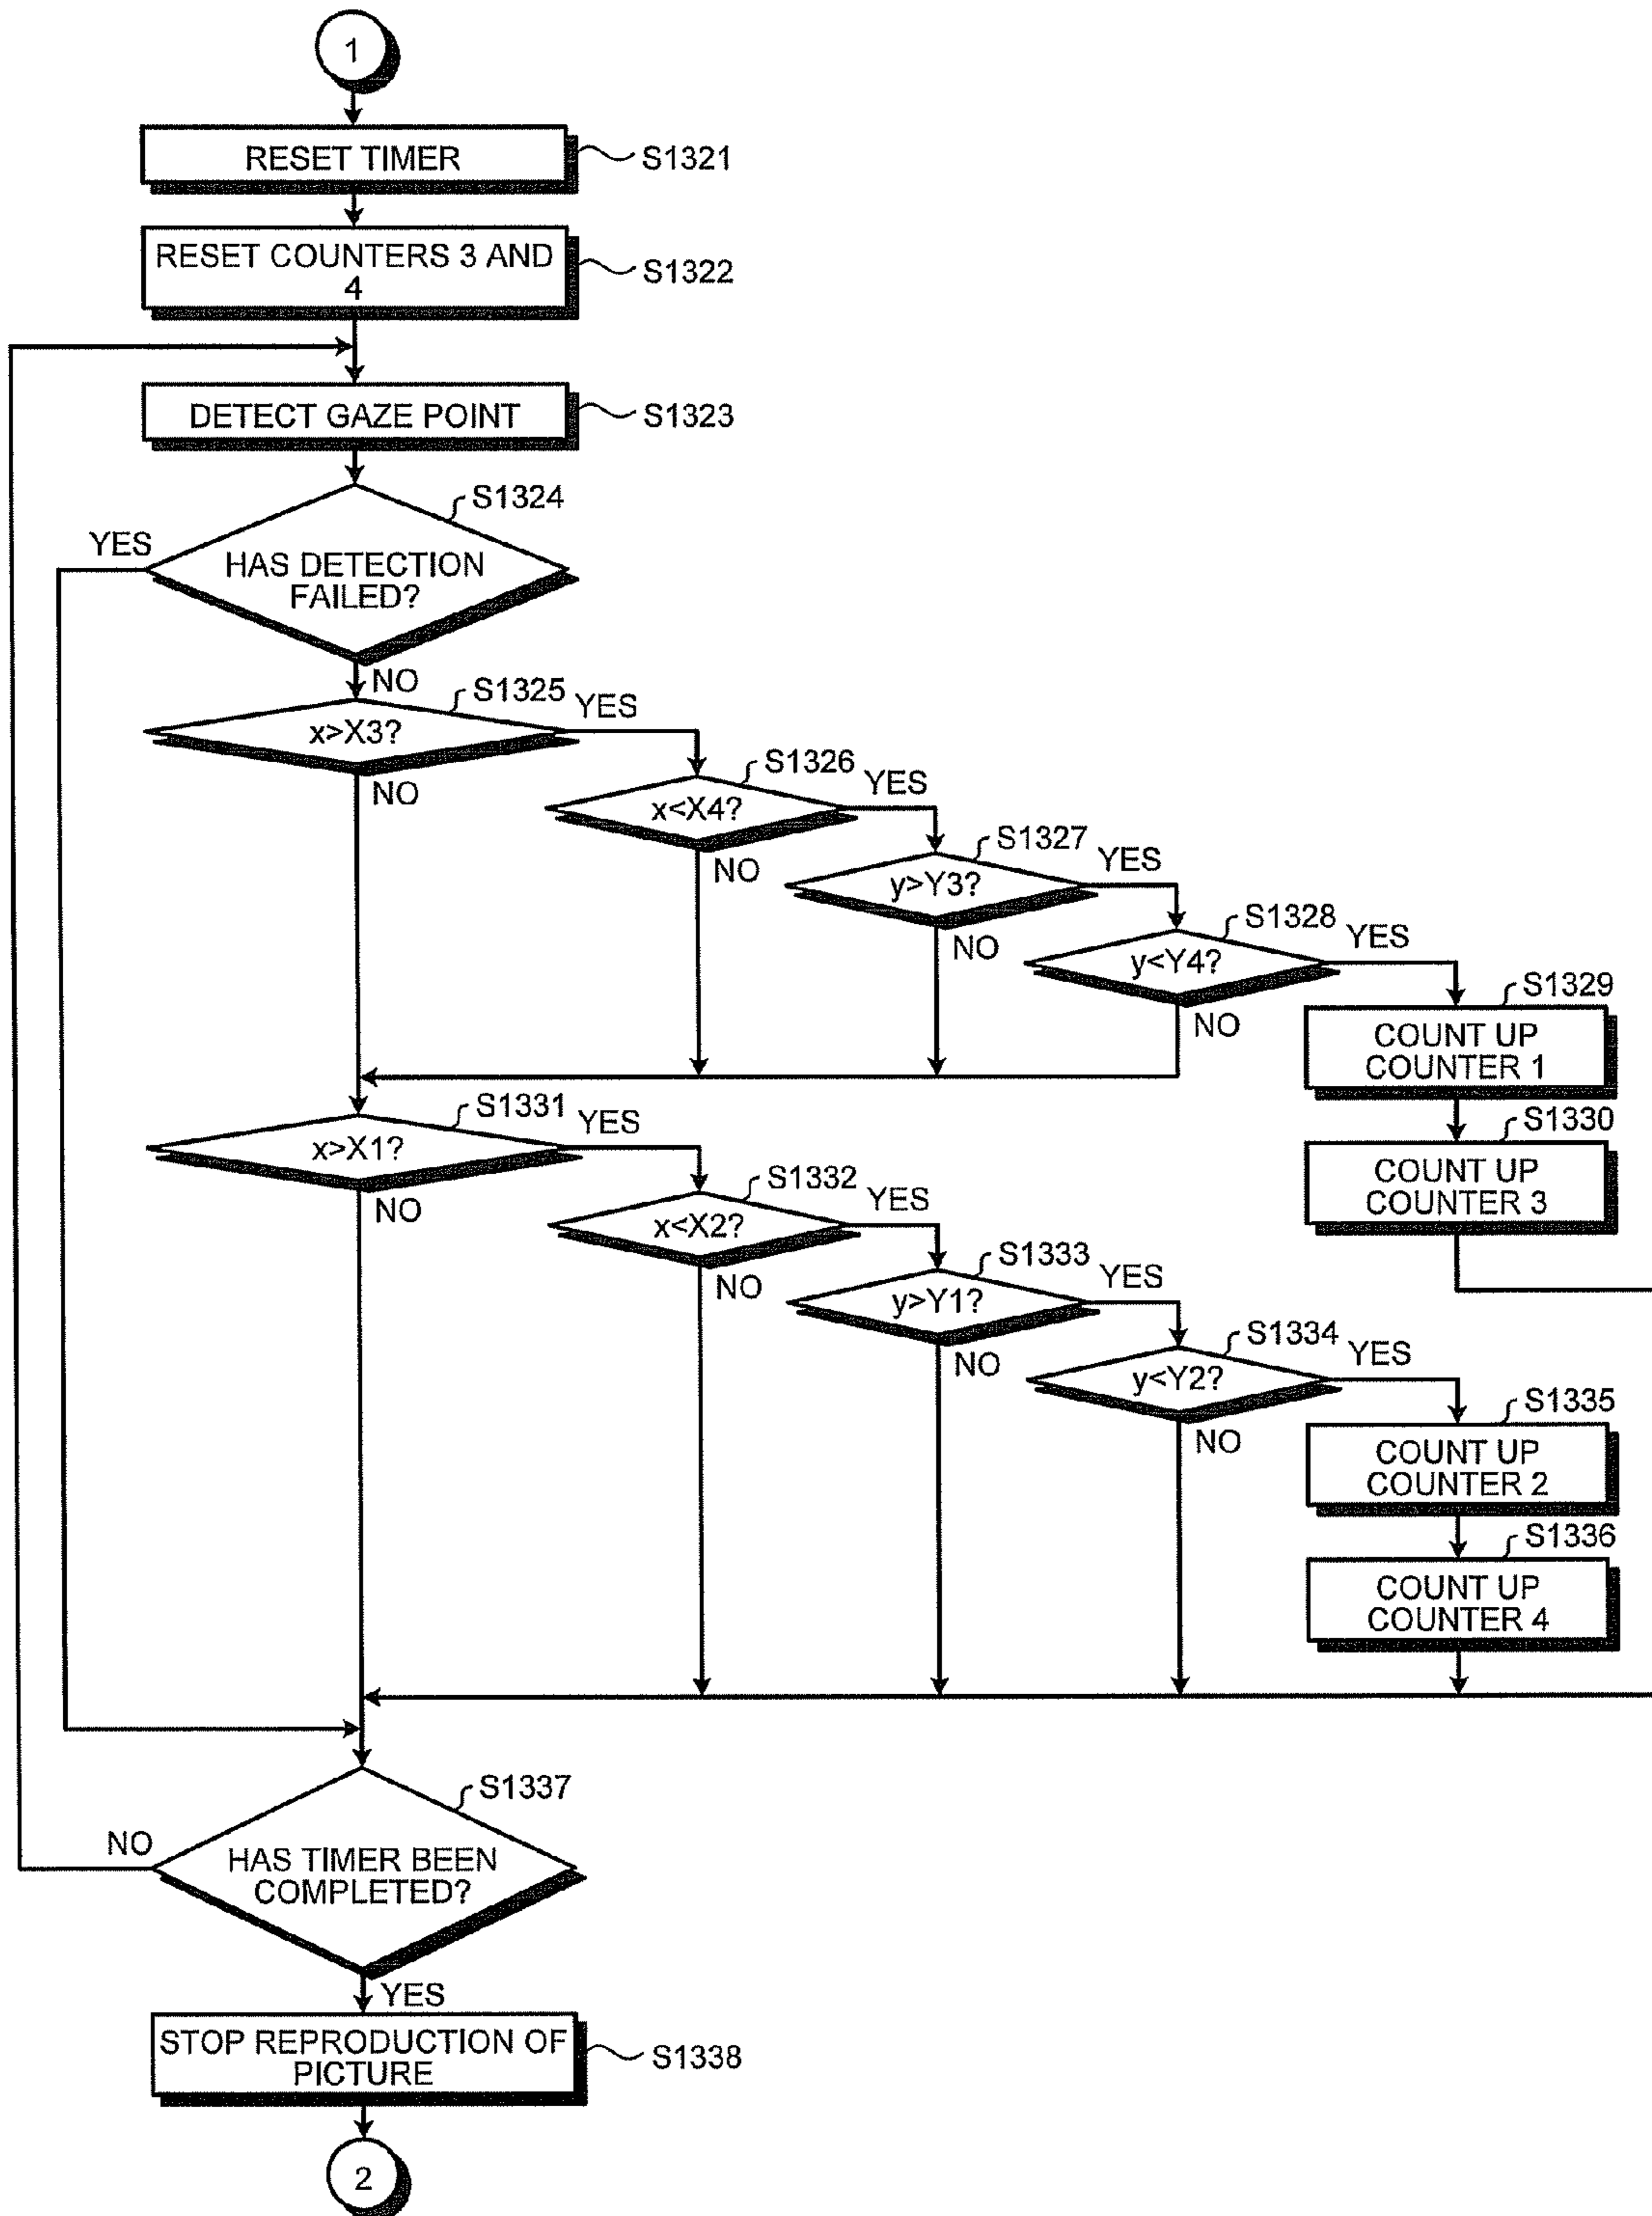 1
RESET TIMER
S1321
RESET COUNTERS 3 AND
4
S1322
DETECT GAZE POINT
S1323
S1324
YES
HAS DETECTION
FAILED?
NO
S1325
YES
x>X3?
NO
S1326
YES
x<X4?
NO
S1327
YES
y>Y3?
NO
S1328
YES
y<Y4?
NO
S1329
COUNT UP
COUNTER 1
S1330
COUNT UP
COUNTER 3
S1331
YES
x>X1?
NO
S1332
YES
x<X2?
NO
S1333
YES
y>Y1?
NO
S1334
YES
y<Y2?
NO
S1335
COUNT UP
COUNTER 2
S1336
COUNT UP
COUNTER 4
S1337
NO
HAS TIMER BEEN
COMPLETED?
YES
STOP REPRODUCTION OF
PICTURE
S1338
2